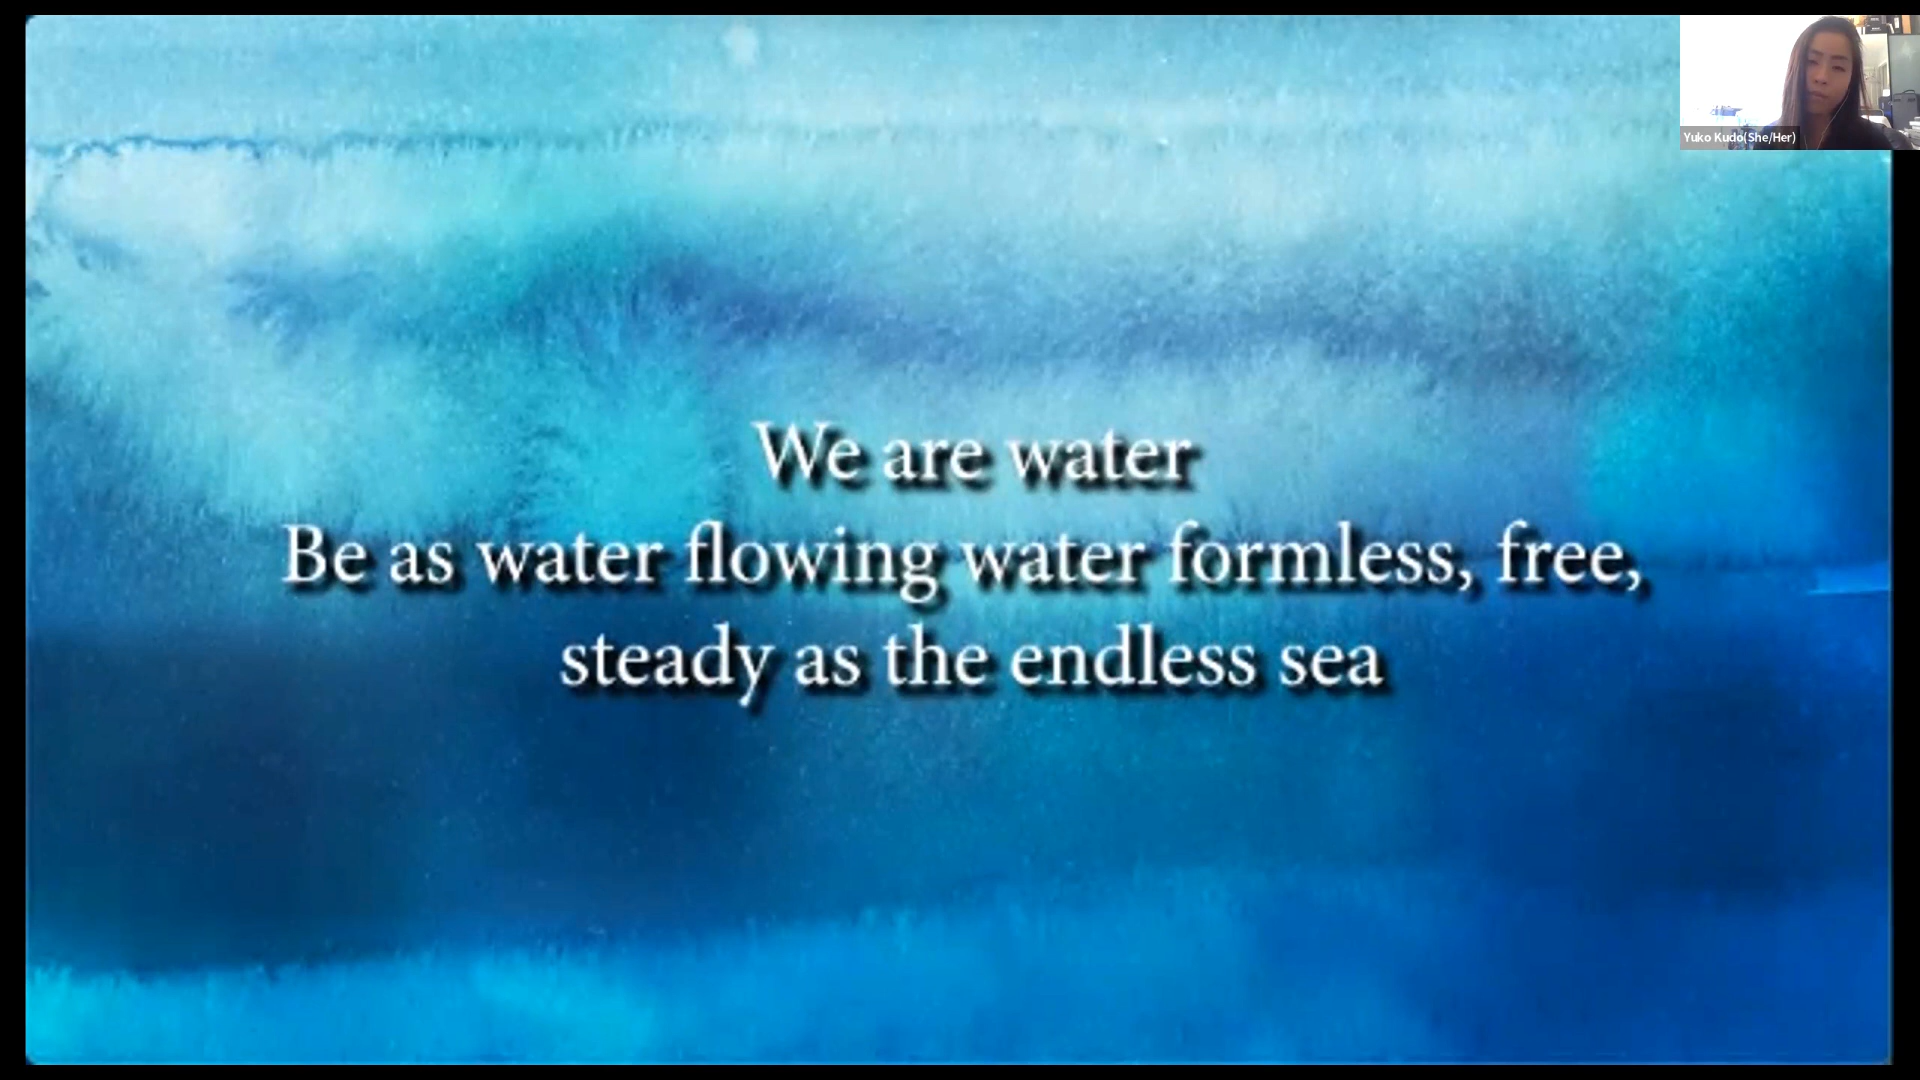 Yuko Kudo(She/Her)
We are water
Be as water flowing water formless, free,
steady as the endless sea